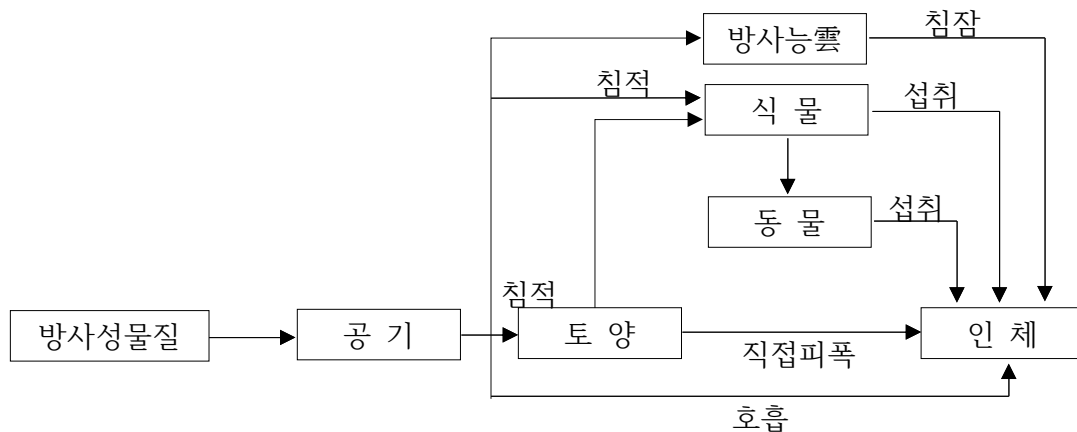 방사능雲
침잠
침적
식 물
섭취
동 물
섭취
침적
방사성물질
공 기
토 양
인 체
직접피폭
호흡